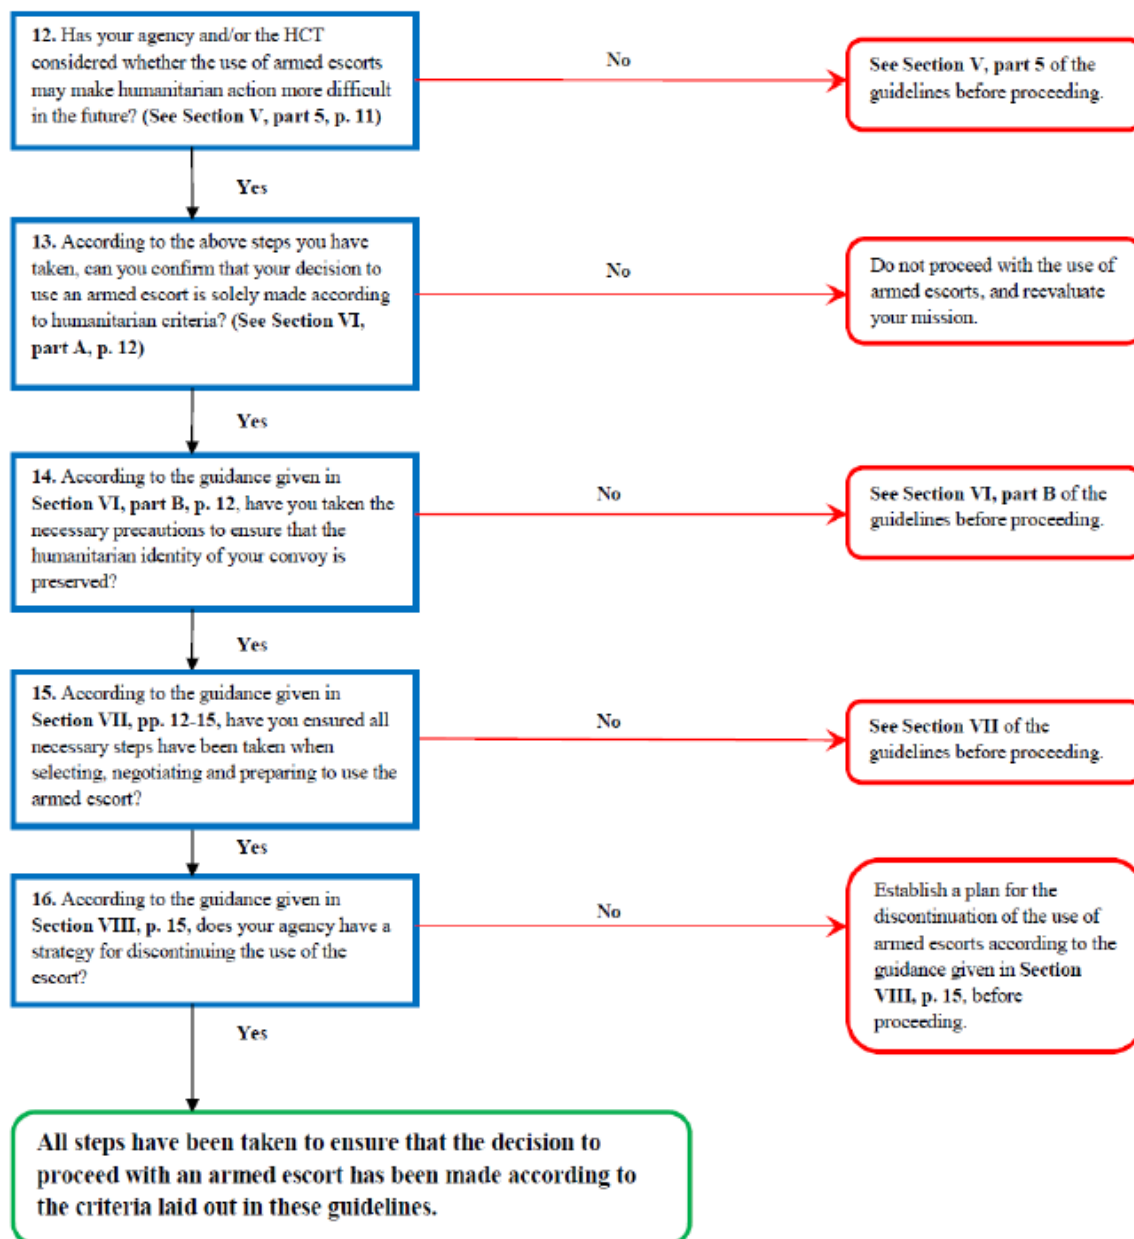 12. Has your agency and/or the HCT
considered whether the use of armed escorts
may make humanitarian action more difficult
in the future? (See Section V, part 5, p. 11)
No
See Section V, part 5 of the
guidelines before proceeding.
Yes
13. According to the above steps you have
taken, can you confirm that your decision to
use an armed escort is solely made according
to humanitarian criteria? (See Section VI,
part A, p. 12)
No
Do not proceed with the use of
armed escorts, and reevaluate
your mission.
Yes
14. According to the guidance given in
Section VI, part B, p. 12, have you taken the
necessary precautions to ensure that the
humanitarian identity of your convoy is
preserved?
No
See Section VI, part B of the
guidelines before proceeding.
Yes
15. According to the guidance given in
Section VII, pp. 12-15, have you ensured all
necessary steps have been taken when
selecting, negotiating and preparing to use the
armed escort?
No
See Section VII of the
guidelines before proceeding.
Yes
16. According to the guidance given in
Section VIII, p. 15, does your agency have a
strategy for discontinuing the use of the
escort?
No
Establish a plan for the
discontinuation of the use of
armed escorts according to the
guidance given in Section
VIII, p. 15, before
proceeding.
Yes
All steps have been taken to ensure that the decision to
proceed with an armed escort has been made according to
the criteria laid out in these guidelines.